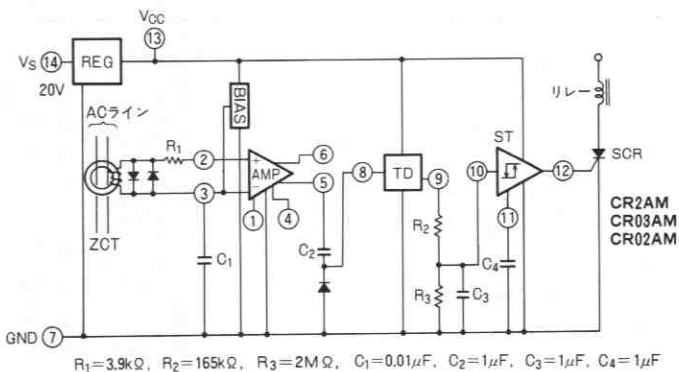 VCC
⑬
VS ⑭ REG
20V
ACライン
BIAS
R1 ②
③
ZCT
C1
+
−
AMP
①
④
⑥
⑤
C2
⑧ TD ⑨
R2
R3
C3
⑩
ST
⑪
C4
⑫
リレー
SCR
CR2AM
CR03AM
CR02AM
GND ⑦
R1=3.9kΩ, R2=165kΩ, R3=2MΩ, C1=0.01μF, C2=1μF, C3=1μF, C4=1μF